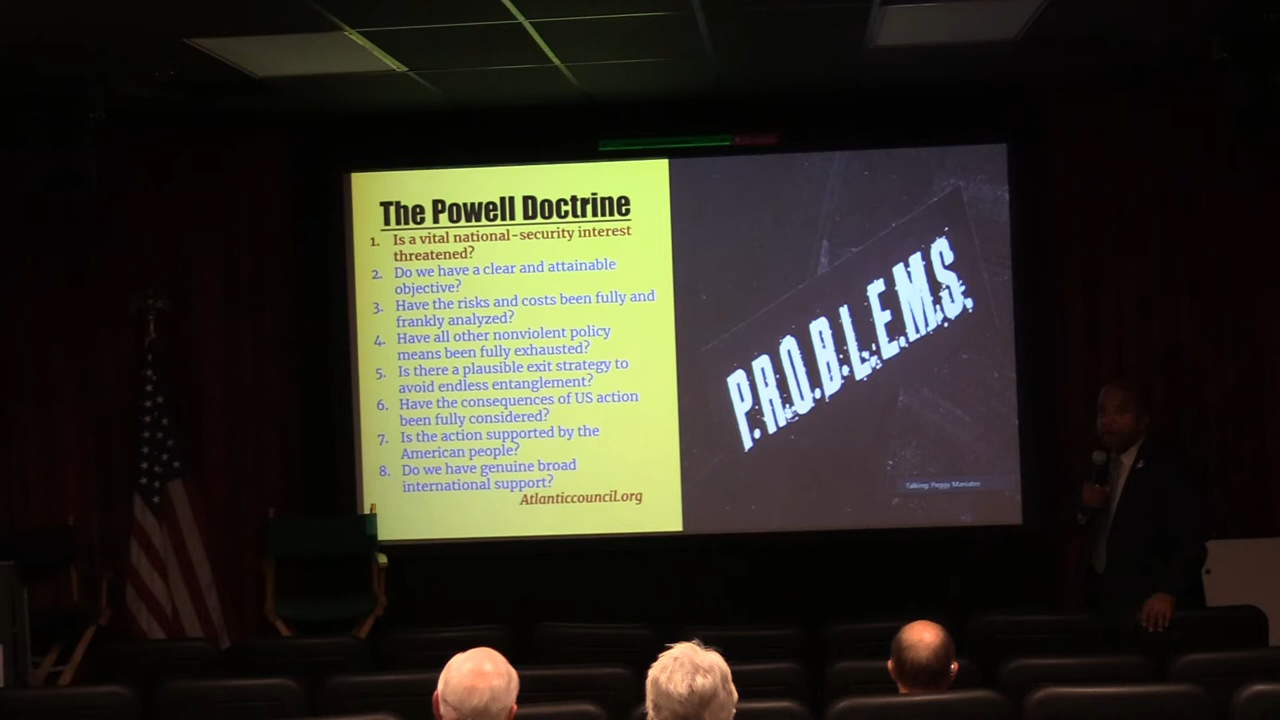 The Powell Doctrine
1. Is a vital national-security interest
threatened?
2. Do we have a clear and attainable
objective?
3. Have the risks and costs been fully and
frankly analyzed?
4. Have all other nonviolent policy
means been fully exhausted?
5. Is there a plausible exit strategy to
avoid endless entanglement?
6. Have the consequences of US action
been fully considered?
7. Is the action supported by the
American people?
8. Do we have genuine broad
international support?
Atlanticcouncil.org
P.R.O.B.L.E.M.S.
Talking: Peggy Maniates